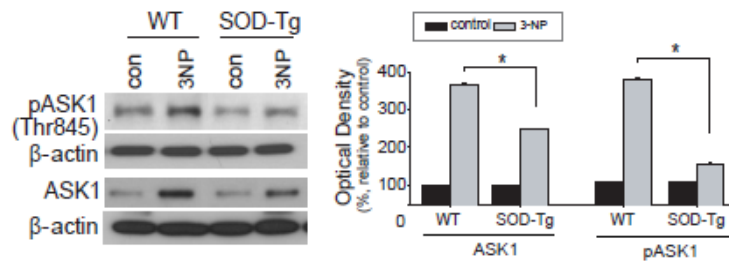 WT SOD-Tg
con 3NP con 3NP
pASK1
(Thr845)
β-actin
ASK1
β-actin
control 3-NP
* *
Optical Density
(%, relative to control)
400
300
200
100
0
WT SOD-Tg WT SOD-Tg
ASK1 pASK1